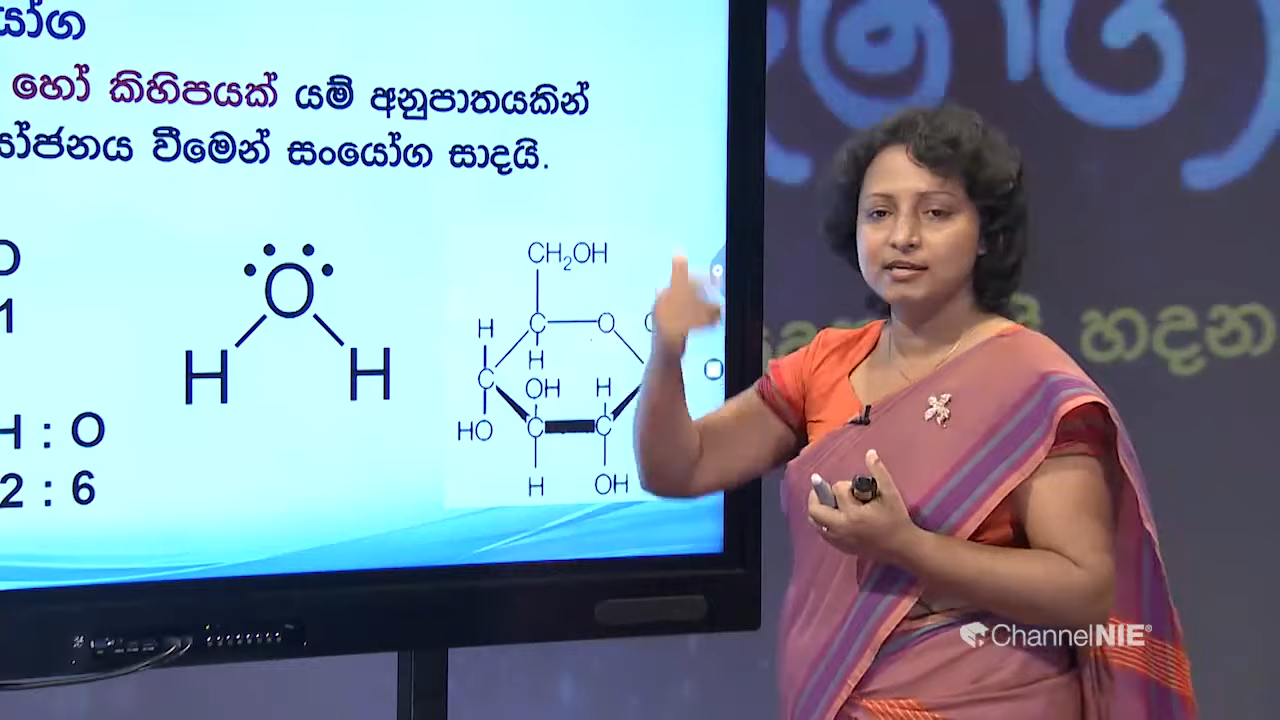 යෝග
හෝ කිහිපයක් යම් අනුපාතයකින්
යෝජනය වීමෙන් සංයෝග සාදයි.
O
1
H : O
2 : 6
O
H H
CH₂OH
C O
H
H
C
OH H
HO C C
H OH
හදන
ChannelNIE®